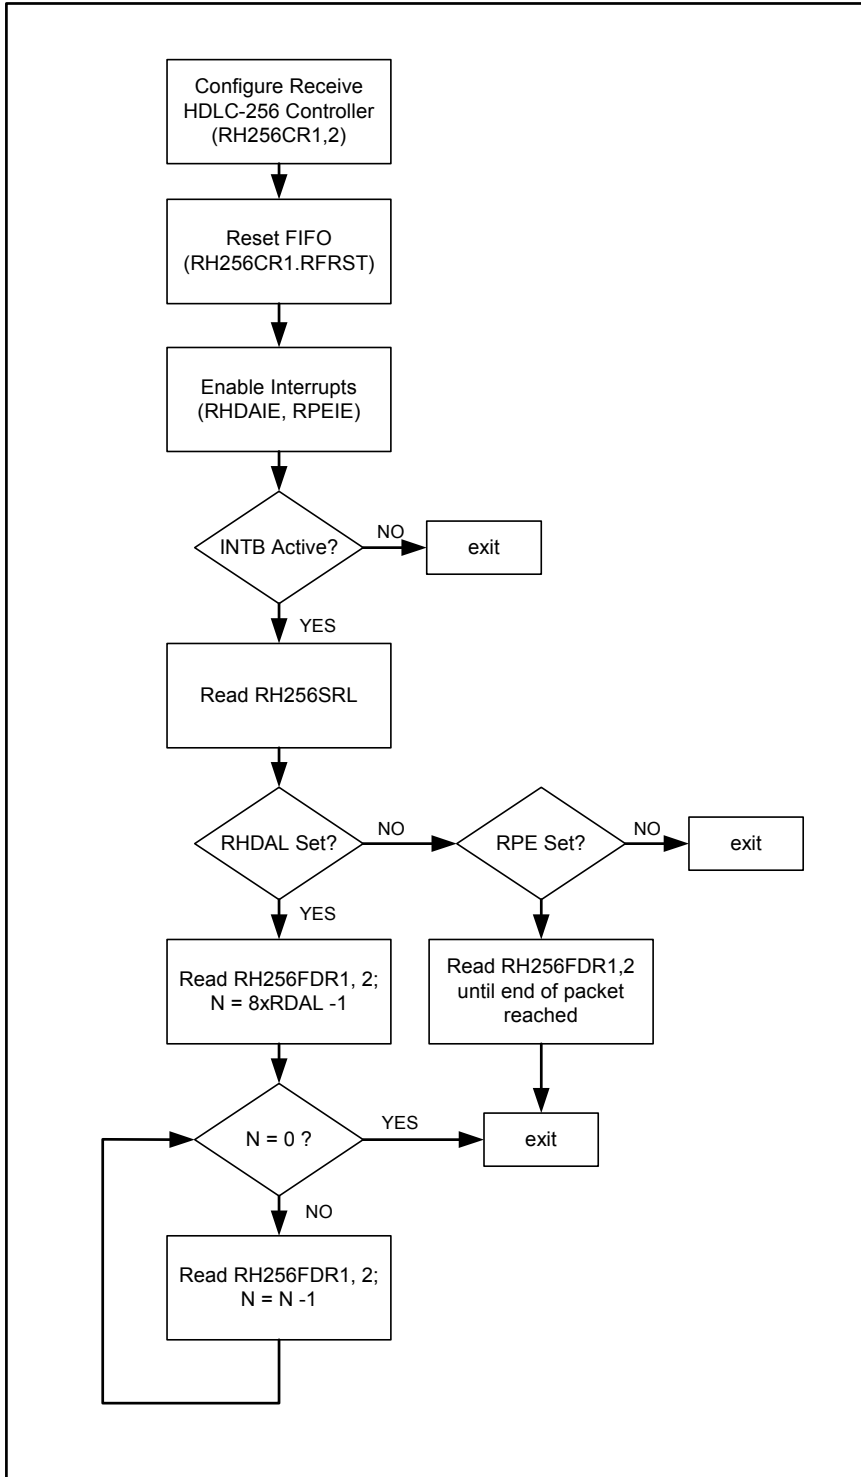 Configure Receive
HDLC-256 Controller
(RH256CR1,2)
Reset FIFO
(RH256CR1.RFRST)
Enable Interrupts
(RHDAIE, RPEIE)
INTB Active?
NO
exit
YES
Read RH256SRL
RHDAL Set?
NO
RPE Set?
NO
exit
YES
Read RH256FDR1, 2;
N = 8xRDAL -1
Read RH256FDR1,2
until end of packet
reached
N = 0 ?
YES
exit
NO
Read RH256FDR1, 2;
N = N -1